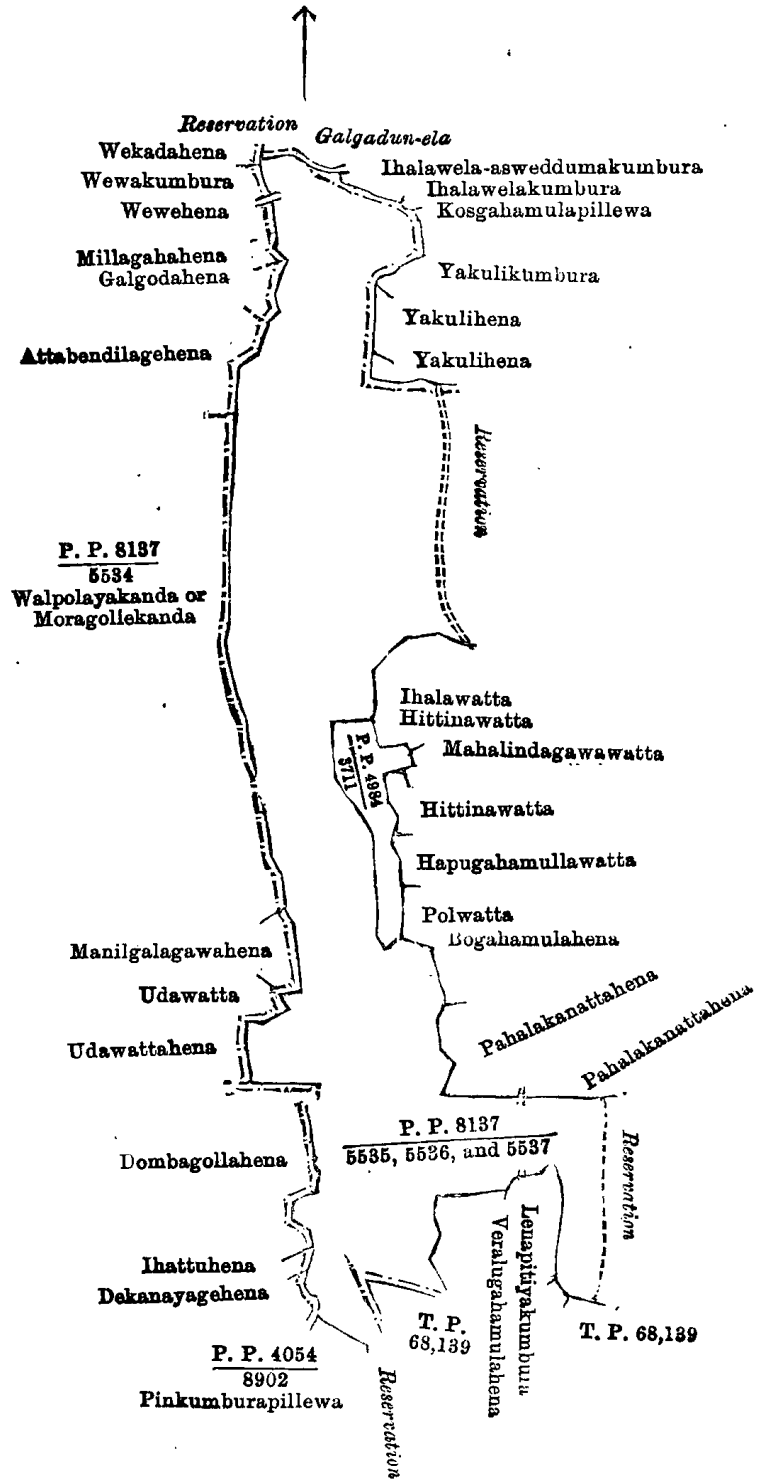 Reservation
Galgadun-ela
Wekadahena
Wewakumbura
Wewehena
Millagahahena
Galgodahena
Attabendilagehena
Ihalawela-asweddumakumbura
Ihalawelakumbura
Kosgahamulapillewa
Yakulikumbura
Yakulihena
Yakulihena
Reservation
P. P. 8137
5534
Walpolayakanda or
Moragoliekanda
Ihalawatta
Hittinawatta
P. P. 4984
3711
Mahalindagawawatta
Hittinawatta
Hapugahamullawatta
Polwatta
Bogahamulahena
Manilgalagawahena
Udawatta
Udawattahena
Pahalakanattahena
Pahalakanattahena
P. P. 8137
5535, 5536, and 5537
Reservation
Dombagollahena
Lenapitiyakumbura
Veralugahamulahena
Ihattuhena
Dekanayagehena
T. P.
68,139
T. P. 68,139
P. P. 4054
8902
Pinkumburapillewa
Reservation